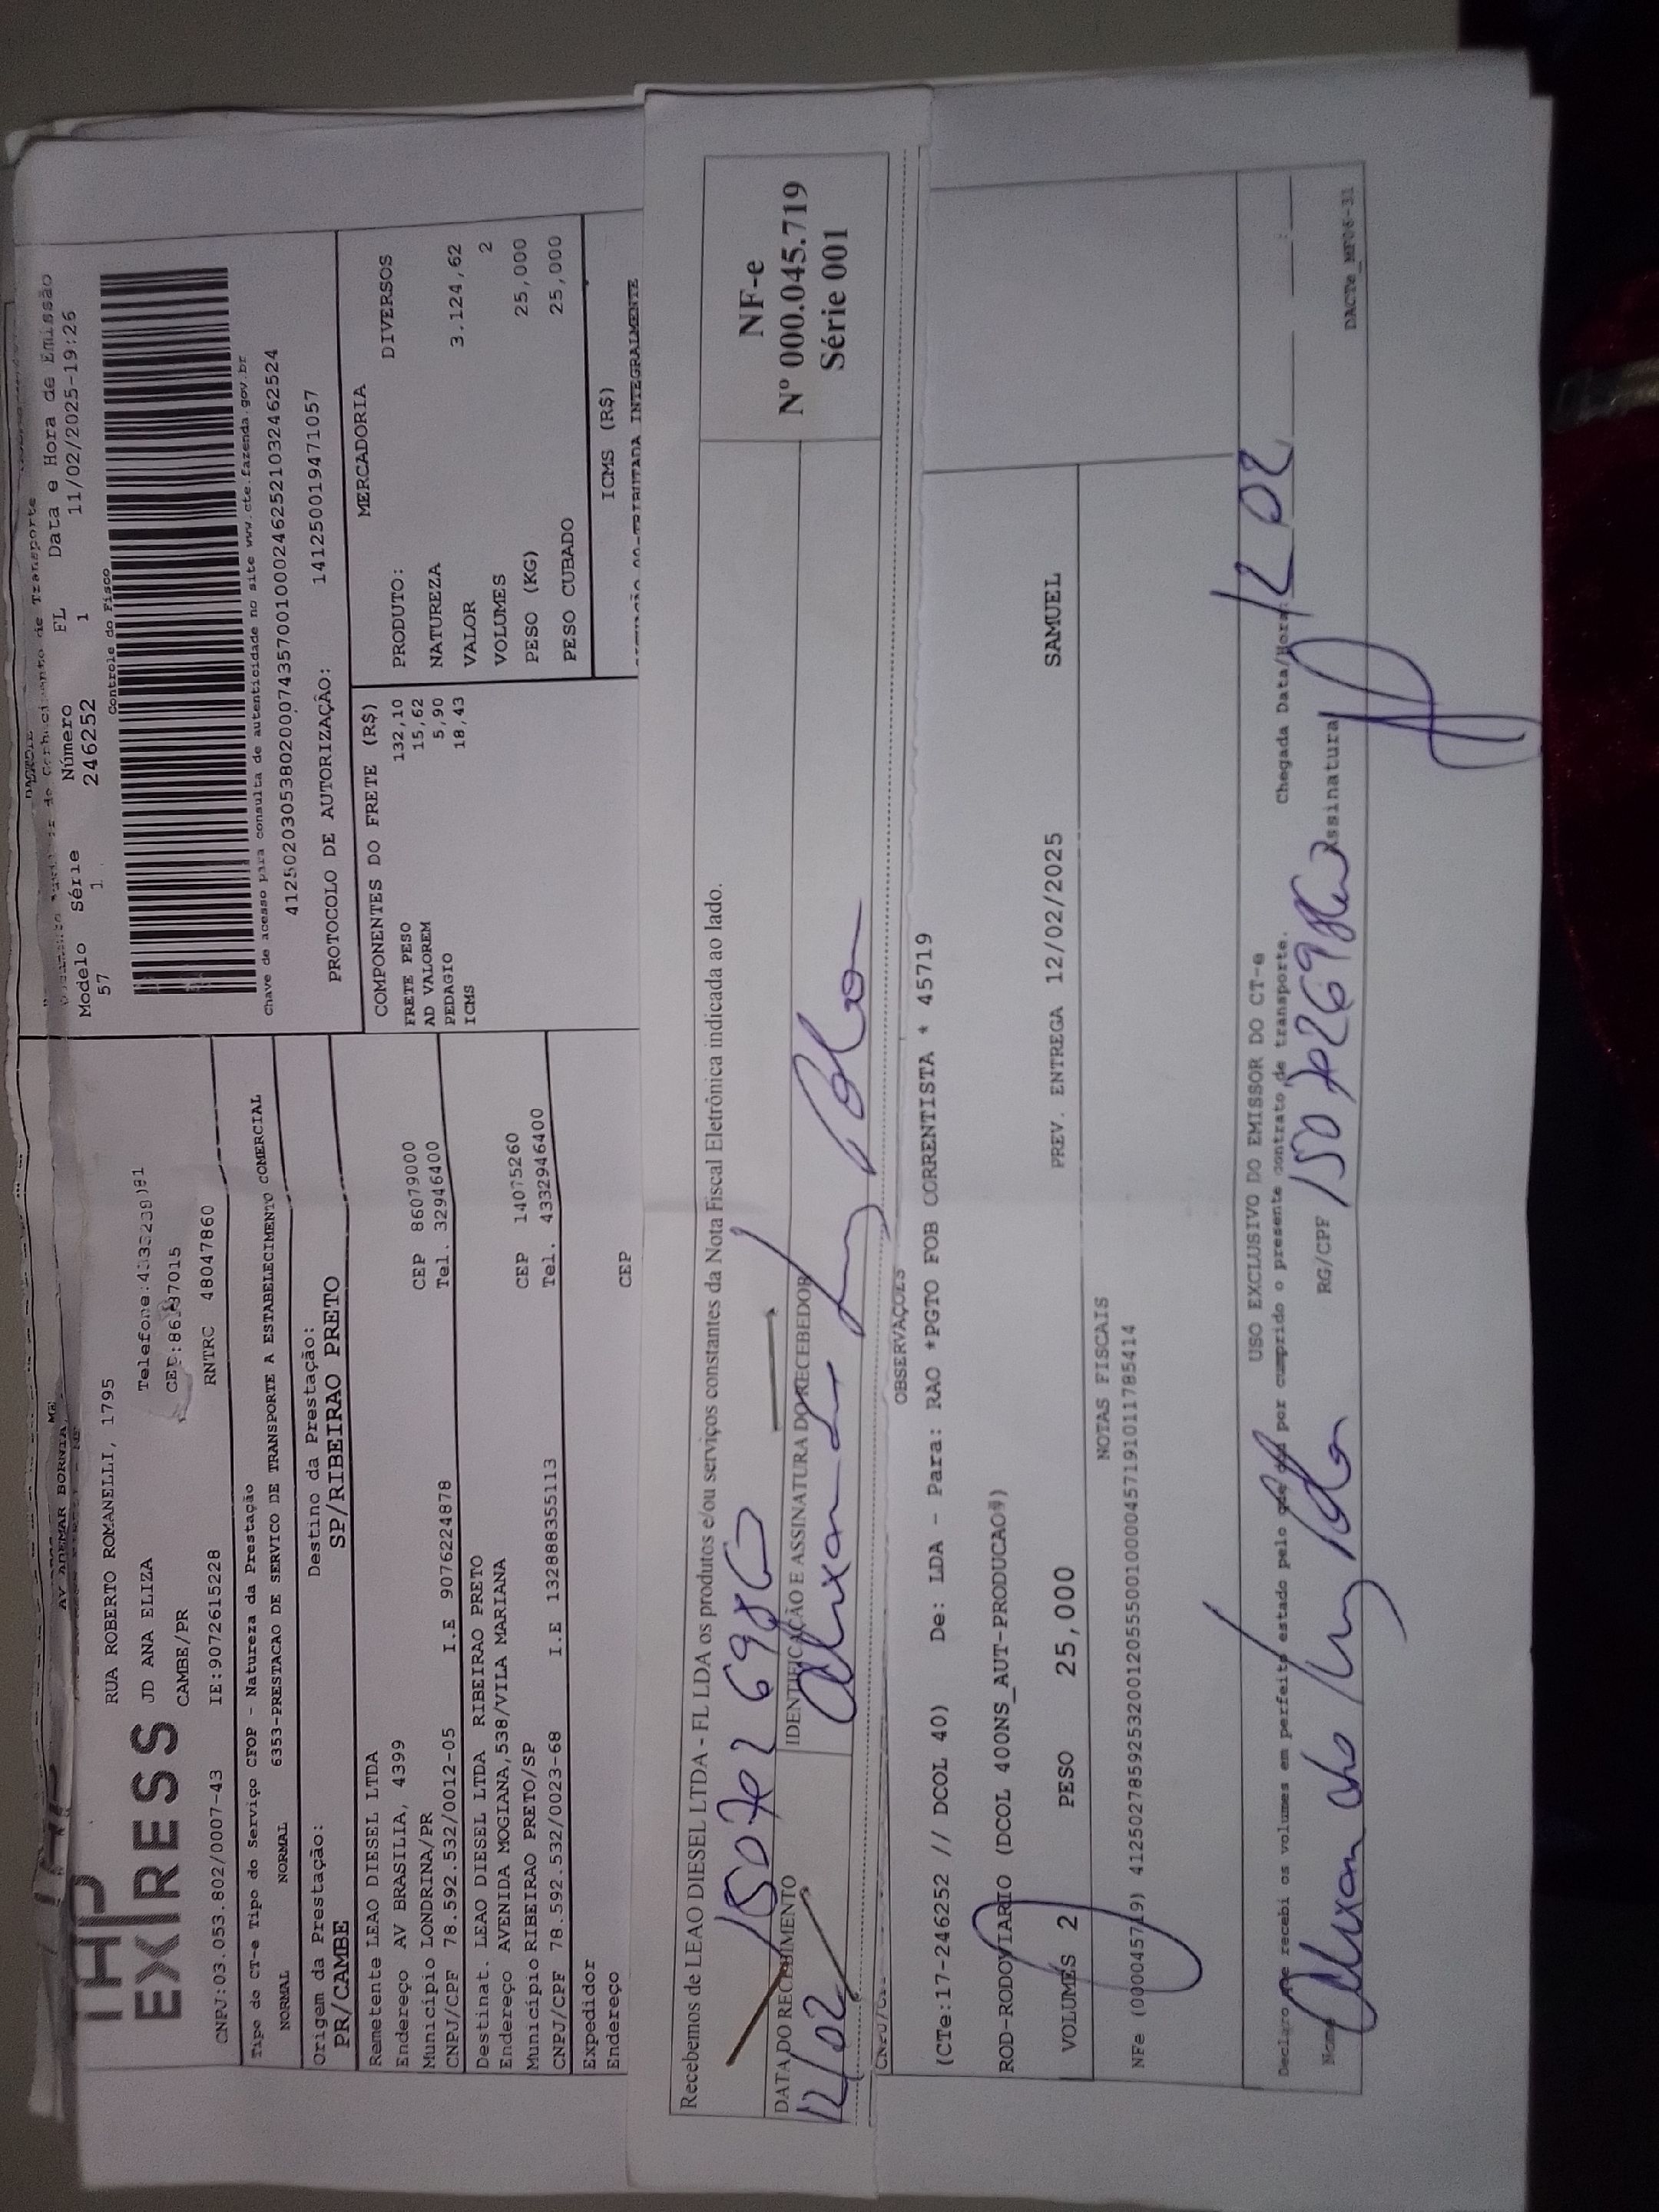 Modelo Série Número FL Data e Hora de Emissão
57 1 246252 1 11/02/2025-19:26
Controle do Fisco
Chave de acesso para consulta de autenticidade no site www.cte.fazenda.gov.br
41250203053802000743570010002462521032462524
PROTOCOLO DE AUTORIZAÇÃO: 141250019471057
EXPRESS
RUA ROBERTO ROMANELLI, 1795
JD ANA ELIZA
CAMBE/PR
CNPJ:03.053.802/0007-43 IE:9072615228 RNTRC 48047860
Tipo do CT-e Tipo do Serviço CFOP - Natureza da Prestação
NORMAL NORMAL 6353-PRESTACAO DE SERVICO DE TRANSPORTE A ESTABELECIMENTO COMERCIAL
Origem da Prestação: Destino da Prestação:
PR/CAMBE SP/RIBEIRAO PRETO
Remetente LEAO DIESEL LTDA
Endereço AV BRASILIA, 4399 CEP 86079000
Município LONDRINA/PR Tel. 32946400
CNPJ/CPF 78.592.532/0012-05 I.E 9076224878
Destinat. LEAO DIESEL LTDA RIBEIRAO PRETO
Endereço AVENIDA MOGIANA,538/VILA MARIANA CEP 14075260
Município RIBEIRAO PRETO/SP Tel. 4332946400
CNPJ/CPF 78.592.532/0023-68 I.E 132888355113
Expedidor
Endereço CEP
COMPONENTES DO FRETE (R$)
FRETE PESO 132,10
AD VALOREM 15,62
PEDAGIO 5,90
ICMS 18,43
MERCADORIA
PRODUTO: DIVERSOS
NATUREZA
VALOR 3.124,62
VOLUMES 2
PESO (KG) 25,000
PESO CUBADO 25,000
ICMS (R$)
00-TRIBUTADA INTEGRALMENTE
Recebemos de LEAO DIESEL LTDA - FL LDA os produtos e/ou serviços constantes da Nota Fiscal Eletrônica indicada ao lado.
NF-e
Nº 000.045.719
Série 001
DATA DO RECEBIMENTO
12/02
IDENTIFICAÇÃO E ASSINATURA DO RECEBEDOR
OBSERVAÇOES
(CTe:17-246252 // DCOL 40) De: LDA - Para: RAO *PGTO FOB CORRENTISTA * 45719
ROD-RODOVIARIO (DCOL 400NS_AUT-PRODUCAO#)
VOLUMES 2 PESO 25,000 PREV. ENTREGA 12/02/2025 SAMUEL
NOTAS FISCAIS
NFe (000045719) 41250278592532001205550010000457191011785414
USO EXCLUSIVO DO EMISSOR DO CT-e
Declaro que recebi os volumes em perfeito estado pelo que dou por cumprido o presente contrato de transporte. Chegada Data/Hora 12/02
Nome RG/CPF Assinatura
DACTe_MF06-31